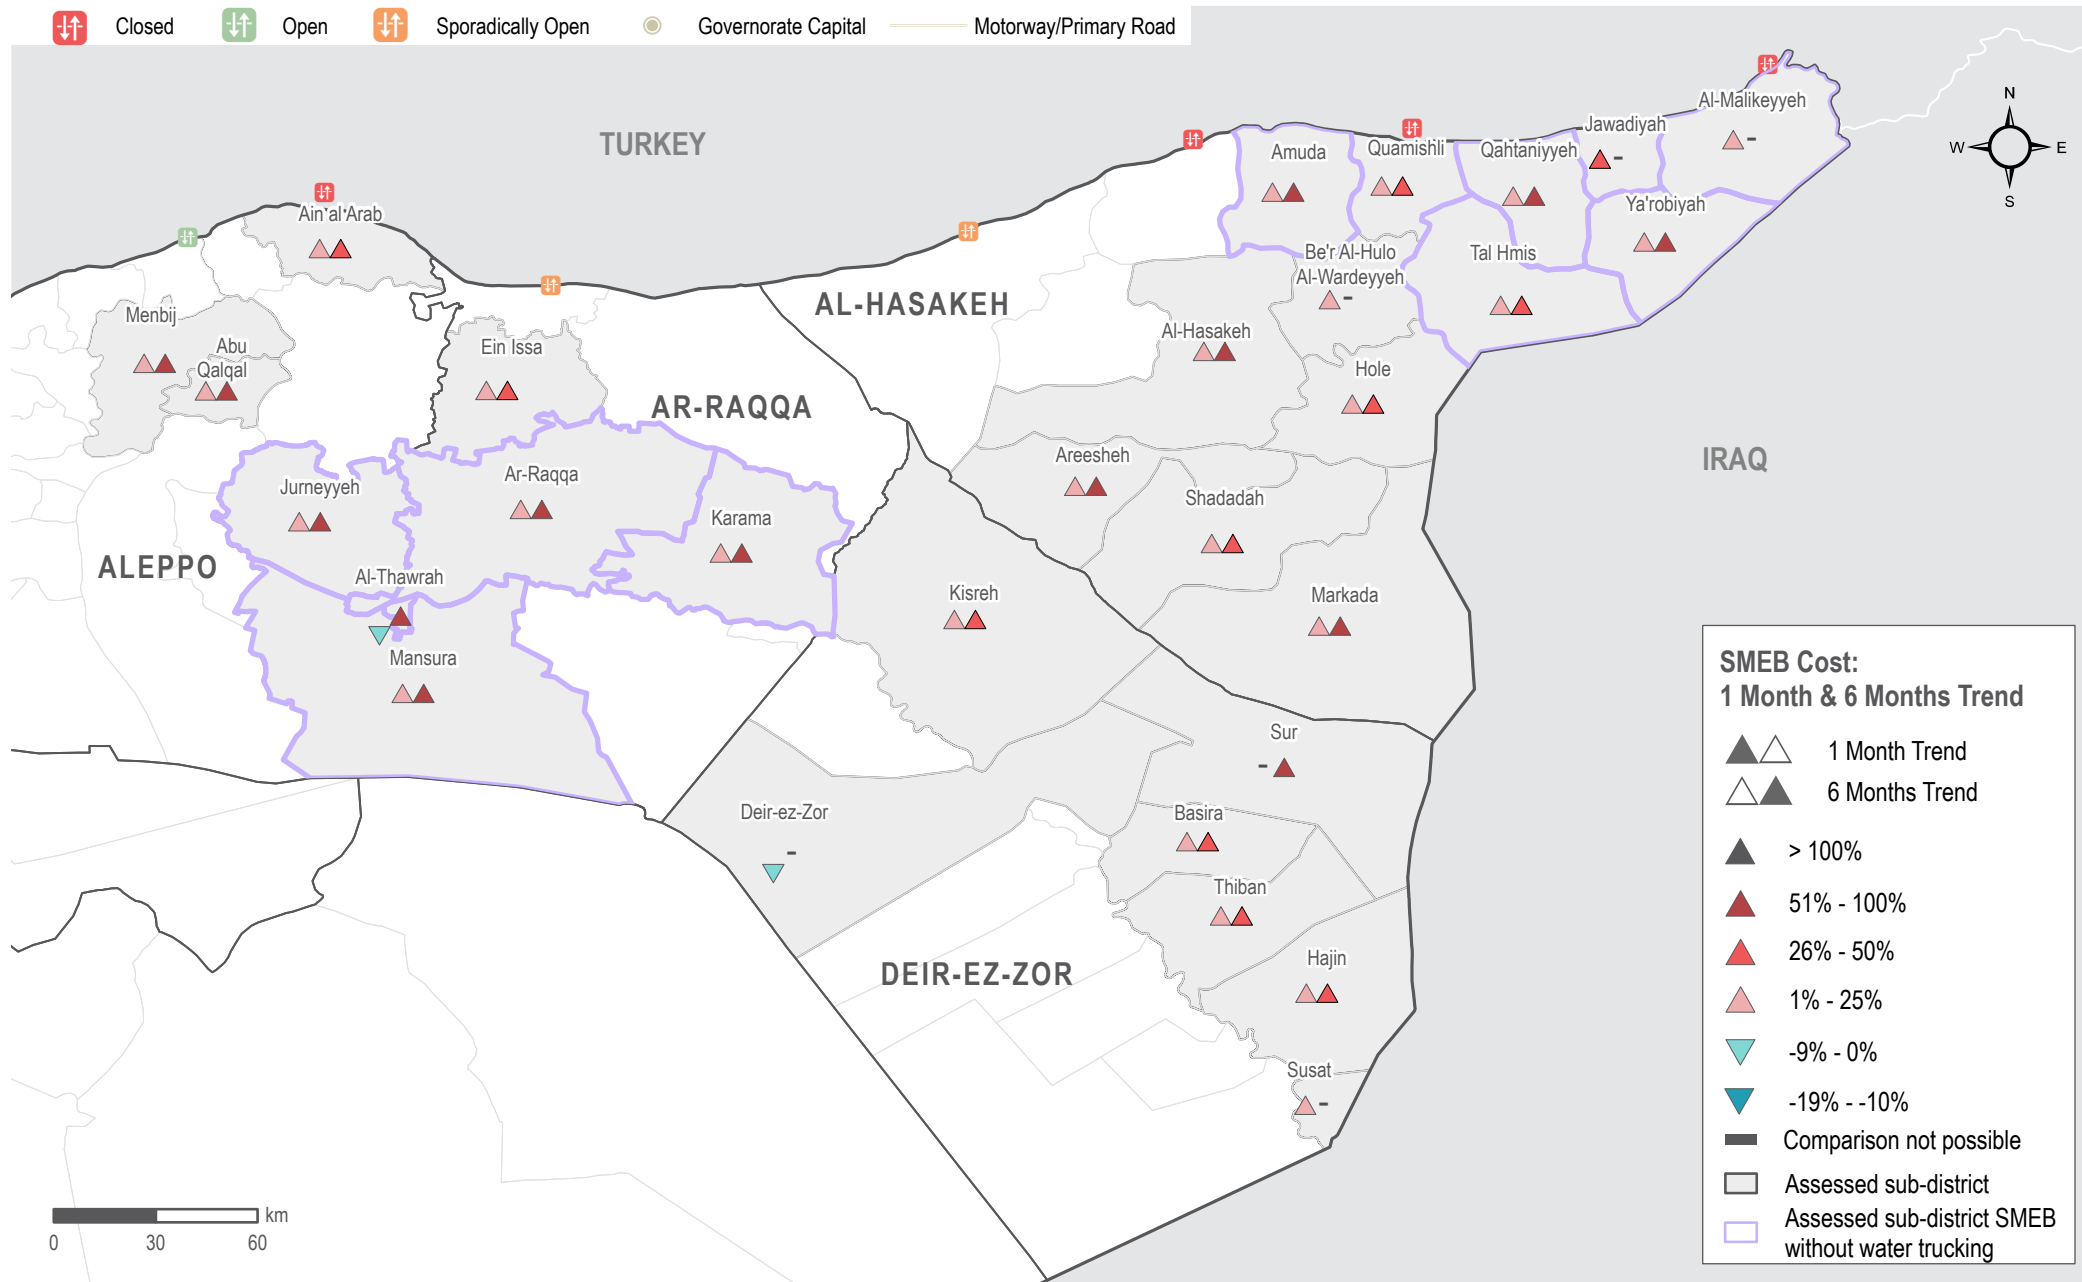 Closed
Open
Sporadically Open
Governorate Capital
Motorway/Primary Road
TURKEY
N
W
E
S
Al-Malikeyyeh
-
Jawadiyah
-
Amuda
Quamishli
Qahtaniyyeh
Ya'robiyah
Ain'al'Arab
Be'r Al-Hulo
Al-Wardeyyeh
-
Tal Hmis
AL-HASAKEH
Menbij
Abu
Qalqal
Ein Issa
Al-Hasakeh
Hole
AR-RAQQA
IRAQ
Jurneyyeh
Ar-Raqqa
Karama
Areesheh
Shadadah
ALEPPO
Al-Thawrah
Kisreh
Markada
Mansura
Sur
-
Deir-ez-Zor
-
Basira
Thiban
DEIR-EZ-ZOR
Hajin
Susat
-
SMEB Cost:
1 Month & 6 Months Trend
1 Month Trend
6 Months Trend
> 100%
51% - 100%
26% - 50%
1% - 25%
-9% - 0%
-19% - -10%
Comparison not possible
Assessed sub-district
Assessed sub-district SMEB
without water trucking
km
0
30
60